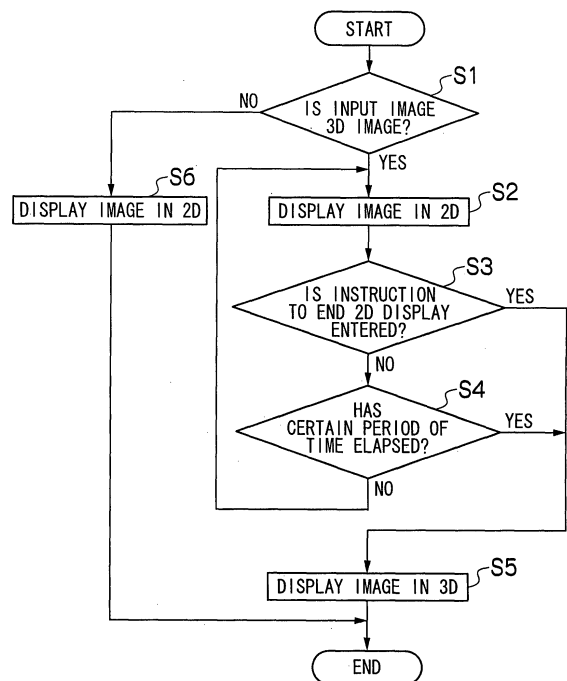 START
S1
NO
IS INPUT IMAGE
3D IMAGE?
YES
S6
DISPLAY IMAGE IN 2D
S2
DISPLAY IMAGE IN 2D
S3
IS INSTRUCTION
TO END 2D DISPLAY
ENTERED?
YES
NO
S4
HAS
CERTAIN PERIOD OF
TIME ELAPSED?
YES
NO
S5
DISPLAY IMAGE IN 3D
END